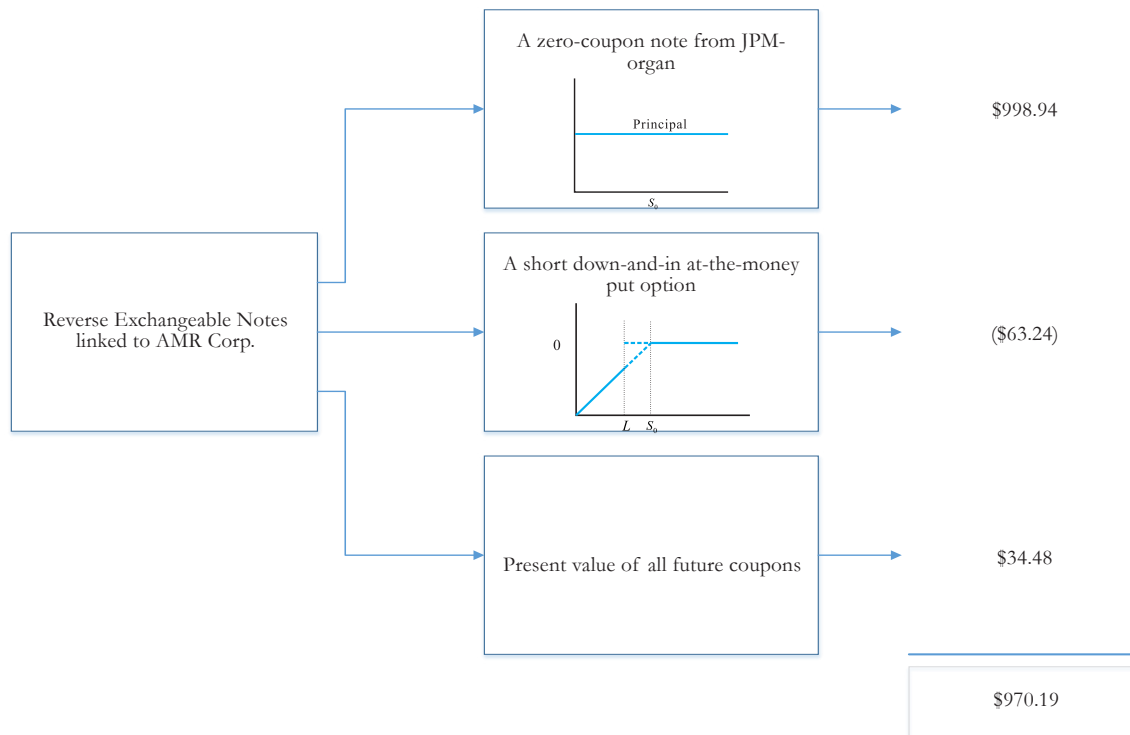 A zero-coupon note from JPM-
organ
Principal
S₀
$998.94
Reverse Exchangeable Notes
linked to AMR Corp.
A short down-and-in at-the-money
put option
0
L S₀
($63.24)
Present value of all future coupons
$34.48
$970.19